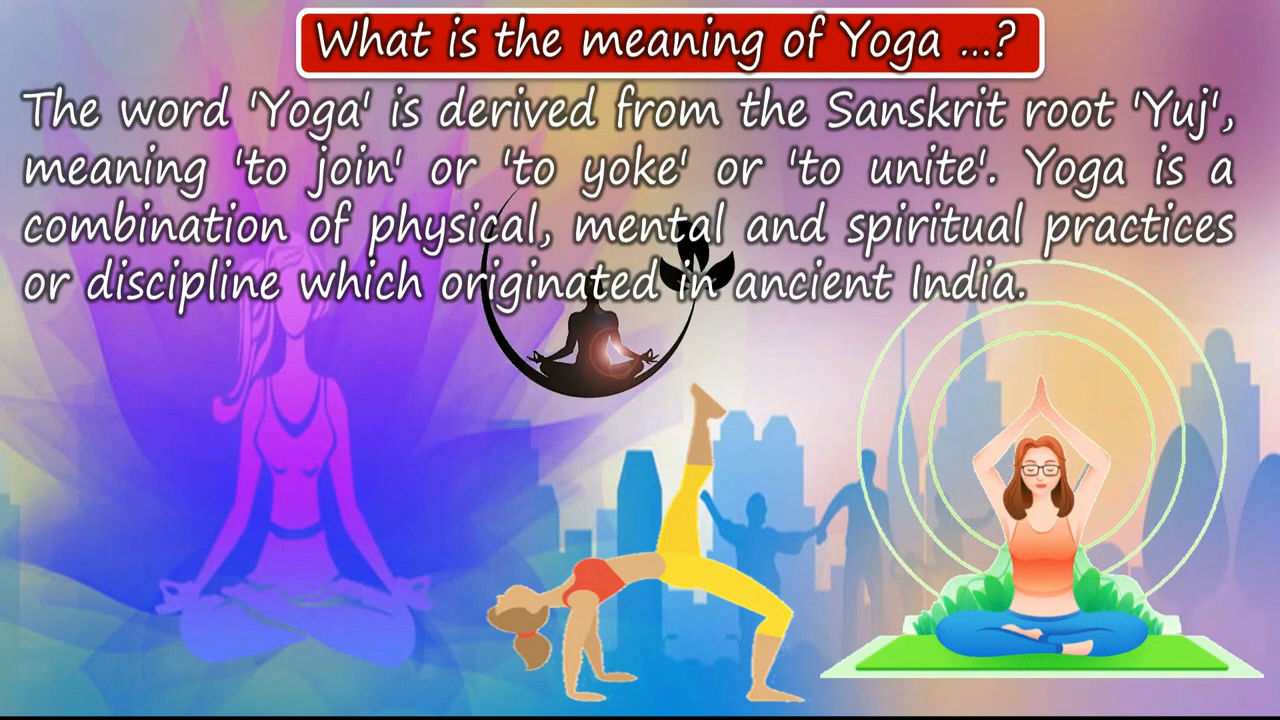 What is the meaning of Yoga ...?
The word 'Yoga' is derived from the Sanskrit root 'Yuj',
meaning 'to join' or 'to yoke' or 'to unite'. Yoga is a
combination of physical, mental and spiritual practices
or discipline which originated in ancient India.